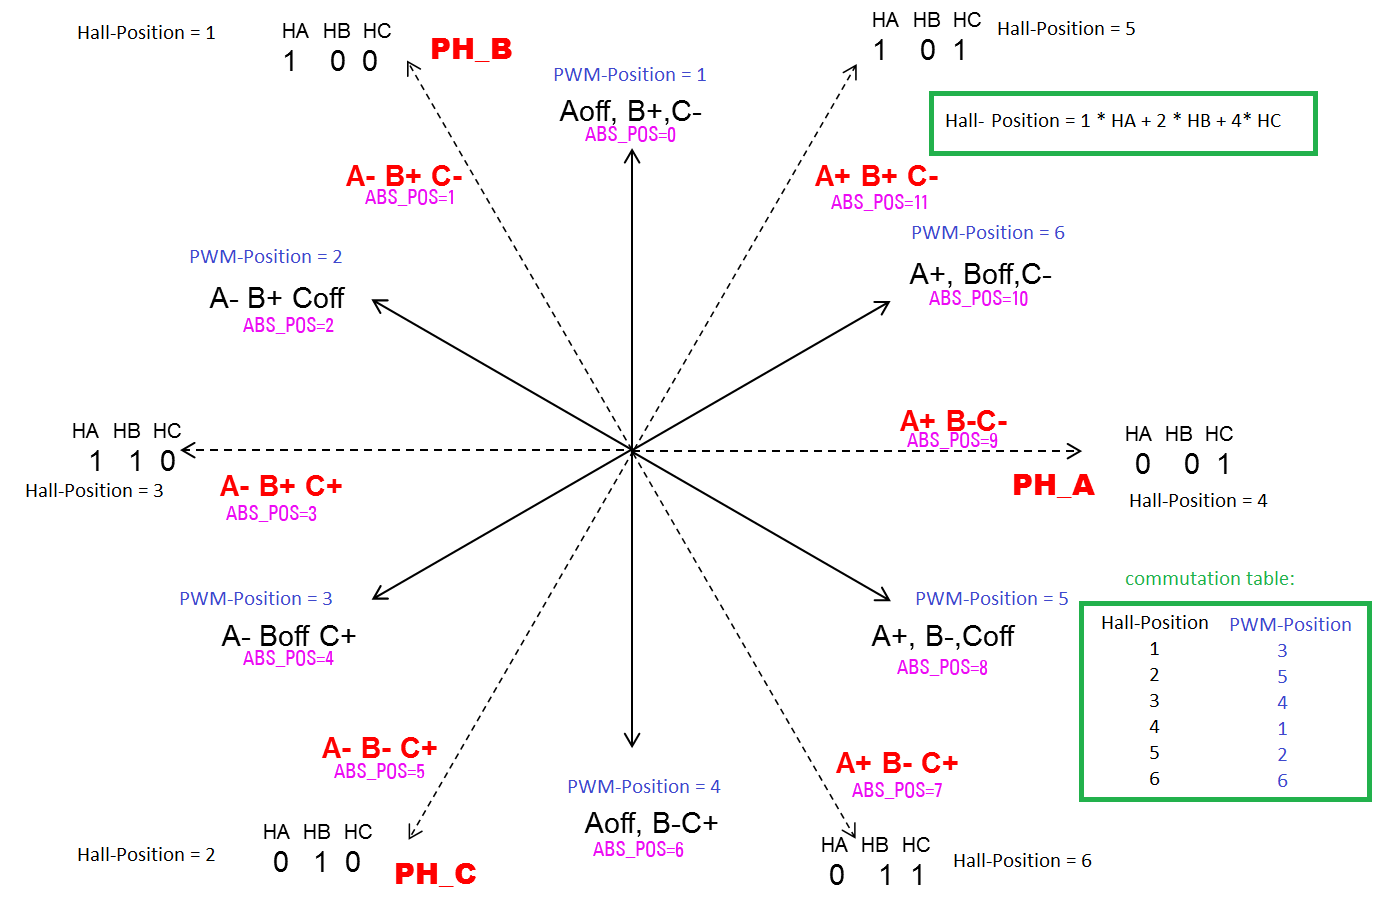 Hall-Position = 1
HA HB HC
1 0 0
PH_B
PWM-Position = 1
Aoff, B+,C-
ABS_POS=0
HA HB HC
1 0 1
Hall-Position = 5
Hall- Position = 1 * HA + 2 * HB + 4* HC
A- B+ C-
ABS_POS=1
A+ B+ C-
ABS_POS=11
PWM-Position = 2
A- B+ Coff
ABS_POS=2
PWM-Position = 6
A+, Boff,C-
ABS_POS=10
HA HB HC
1 1 0
Hall-Position = 3
A- B+ C+
ABS_POS=3
A+ B-C-
ABS_POS=9
PH_A
HA HB HC
0 0 1
Hall-Position = 4
PWM-Position = 3
A- Boff C+
ABS_POS=4
PWM-Position = 5
A+, B-,Coff
ABS_POS=8
commutation table:
Hall-Position PWM-Position
1 3
2 5
3 4
4 1
5 2
6 6
A- B- C+
ABS_POS=5
PWM-Position = 4
Aoff, B-C+
ABS_POS=6
A+ B- C+
ABS_POS=7
HA HB HC
0 1 0
Hall-Position = 2
PH_C
HA HB HC
0 1 1
Hall-Position = 6